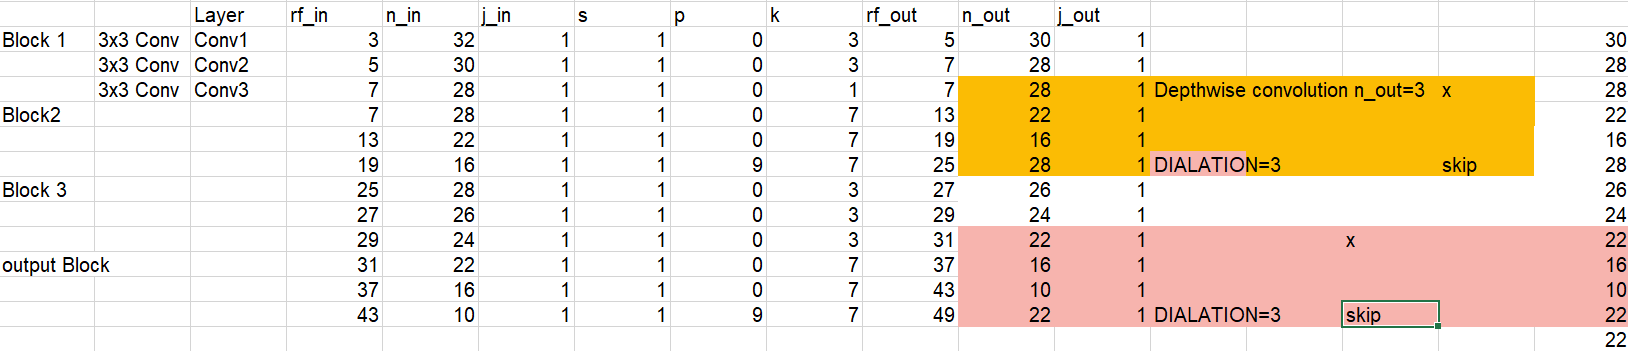 Layer rf_in n_in j_in s p k rf_out n_out j_out
Block 1 3x3 Conv Conv1 3 32 1 1 0 3 5 30 1 30
3x3 Conv Conv2 5 30 1 1 0 3 7 28 1 28
3x3 Conv Conv3 7 28 1 1 0 1 7 28 1 Depthwise convolution n_out=3 x 28
Block2 7 28 1 1 0 7 13 22 1 22
13 22 1 1 0 7 19 16 1 16
19 16 1 1 9 7 25 28 1 DIALATION=3 skip 28
Block 3 25 28 1 1 0 3 27 26 1 26
27 26 1 1 0 3 29 24 1 24
29 24 1 1 0 3 31 22 1 x 22
output Block 31 22 1 1 0 7 37 16 1 16
37 16 1 1 0 7 43 10 1 10
43 10 1 1 9 7 49 22 1 DIALATION=3 skip 22
22